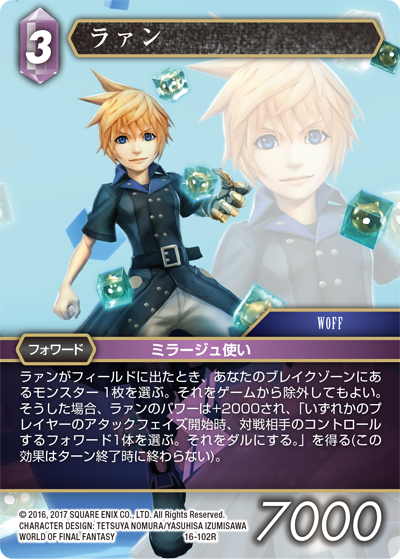 3
ラァン
WOFF
フォワード
ミラージュ使い
ラァンがフィールドに出たとき、あなたのブレイクゾーンにあ
るモンスター1枚を選ぶ。それをゲームから除外してもよい。
そうした場合、ラァンのパワーは+2000され、「いずれかのプ
レイヤーのアタックフェイズ開始時、対戦相手のコントロール
するフォワード1体を選ぶ。それをダルにする。」を得る(この
効果はターン終了時に終わらない)。
© 2016, 2017 SQUARE ENIX CO., LTD. All Rights Reserved.
CHARACTER DESIGN: TETSUYA NOMURA/YASUHISA IZUMISAWA
WORLD OF FINAL FANTASY
16-102R
7000